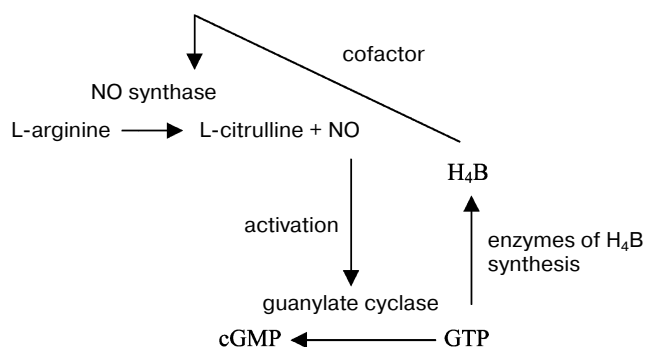 cofactor
NO synthase
L-arginine L-citrulline + NO
H₄B
activation
enzymes of H₄B
synthesis
guanylate cyclase
cGMP GTP